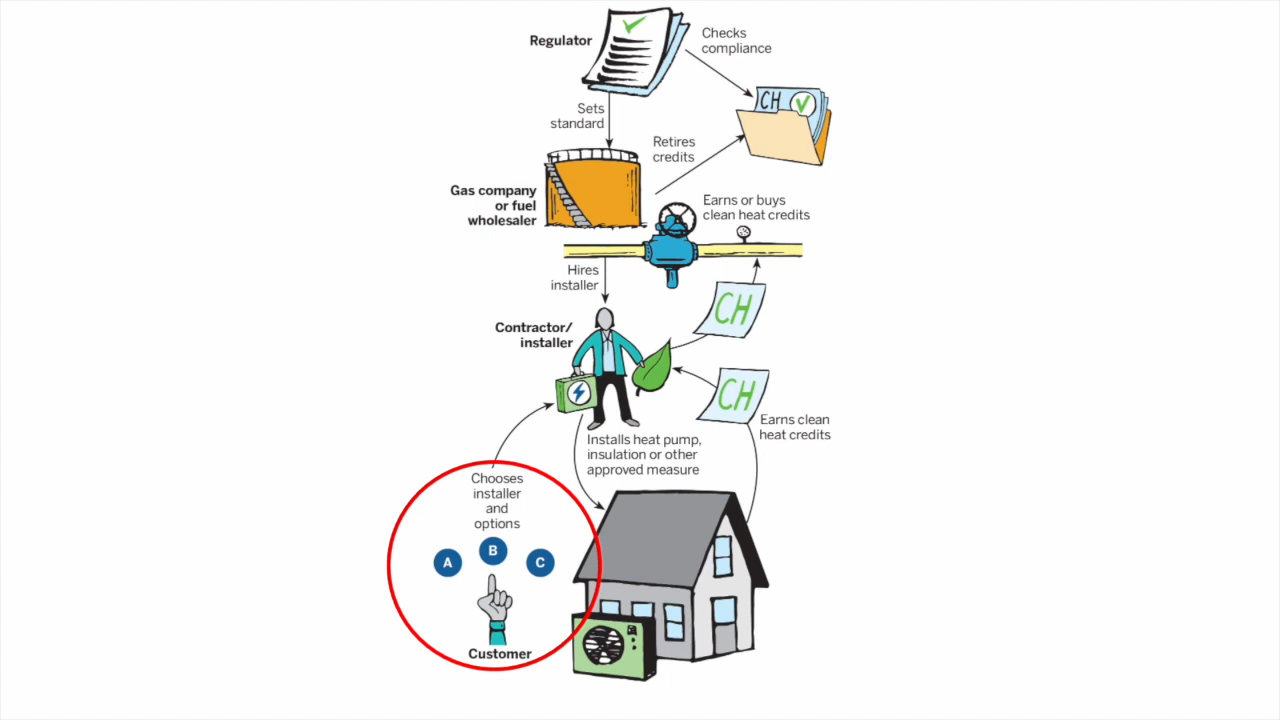 Regulator
Checks
compliance
CH
Sets
standard
Retires
credits
Gas company
or fuel
wholesaler
Earns or buys
clean heat credits
Hires
installer
CH
Contractor/
installer
CH
Earns clean
heat credits
Installs heat pump,
insulation or other
approved measure
Chooses
installer
and
options
A
B
C
Customer